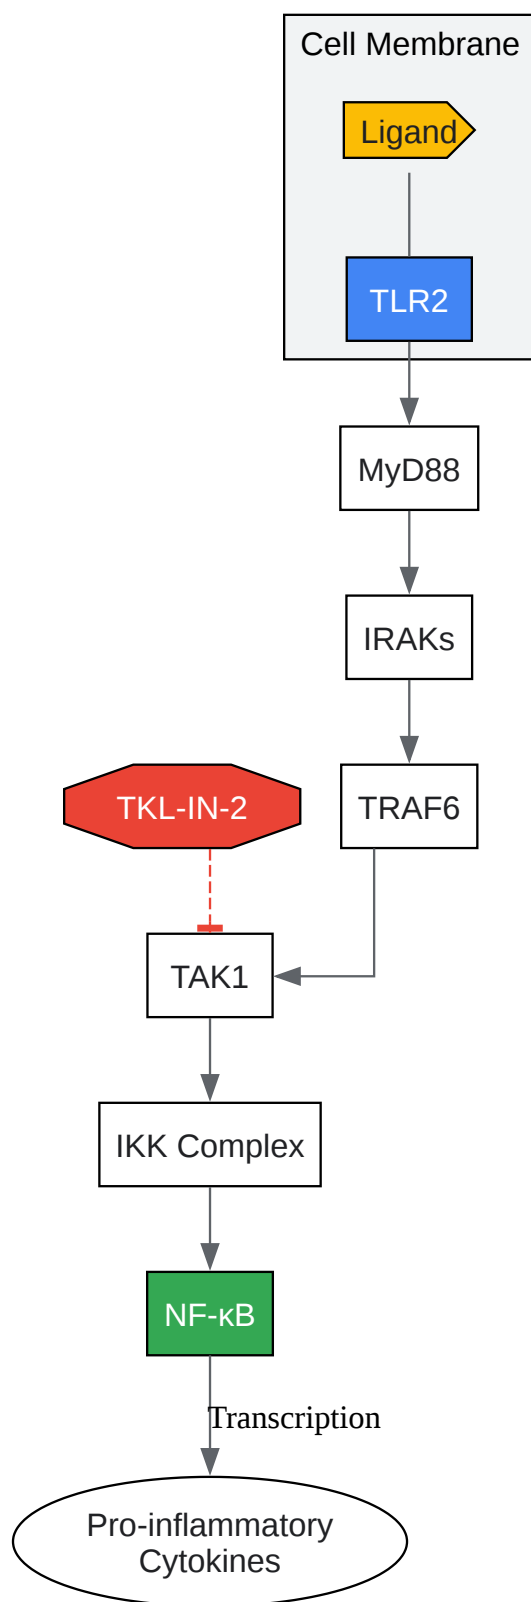 Cell Membrane
Ligand
TLR2
MyD88
IRAKs
TKL-IN-2
TRAF6
TAK1
IKK Complex
NF-κB
Transcription
Pro-inflammatory
Cytokines